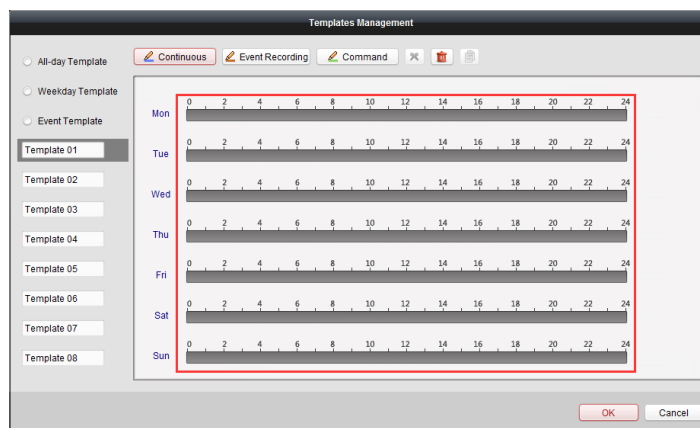 Templates Management
All-day Template
Weekday Template
Event Template
Template 01
Template 02
Template 03
Template 04
Template 05
Template 06
Template 07
Template 08
Continuous Event Recording Command
0 2 4 6 8 10 12 14 16 18 20 22 24
Mon
0 2 4 6 8 10 12 14 16 18 20 22 24
Tue
0 2 4 6 8 10 12 14 16 18 20 22 24
Wed
0 2 4 6 8 10 12 14 16 18 20 22 24
Thu
0 2 4 6 8 10 12 14 16 18 20 22 24
Fri
0 2 4 6 8 10 12 14 16 18 20 22 24
Sat
0 2 4 6 8 10 12 14 16 18 20 22 24
Sun
OK Cancel